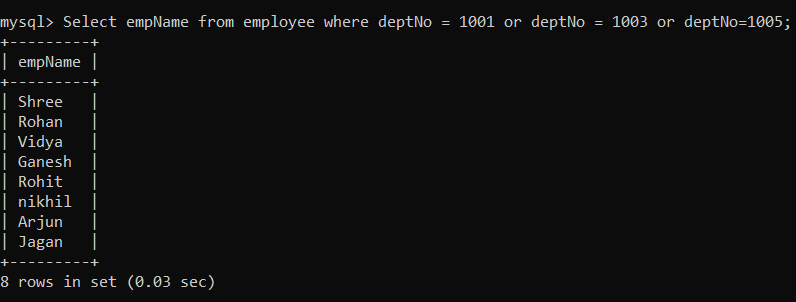 mysql> Select empName from employee where deptNo = 1001 or deptNo = 1003 or deptNo=1005;
+---------+
| empName |
+---------+
| Shree   |
| Rohan   |
| Vidya   |
| Ganesh  |
| Rohit   |
| nikhil  |
| Arjun   |
| Jagan   |
+---------+
8 rows in set (0.03 sec)